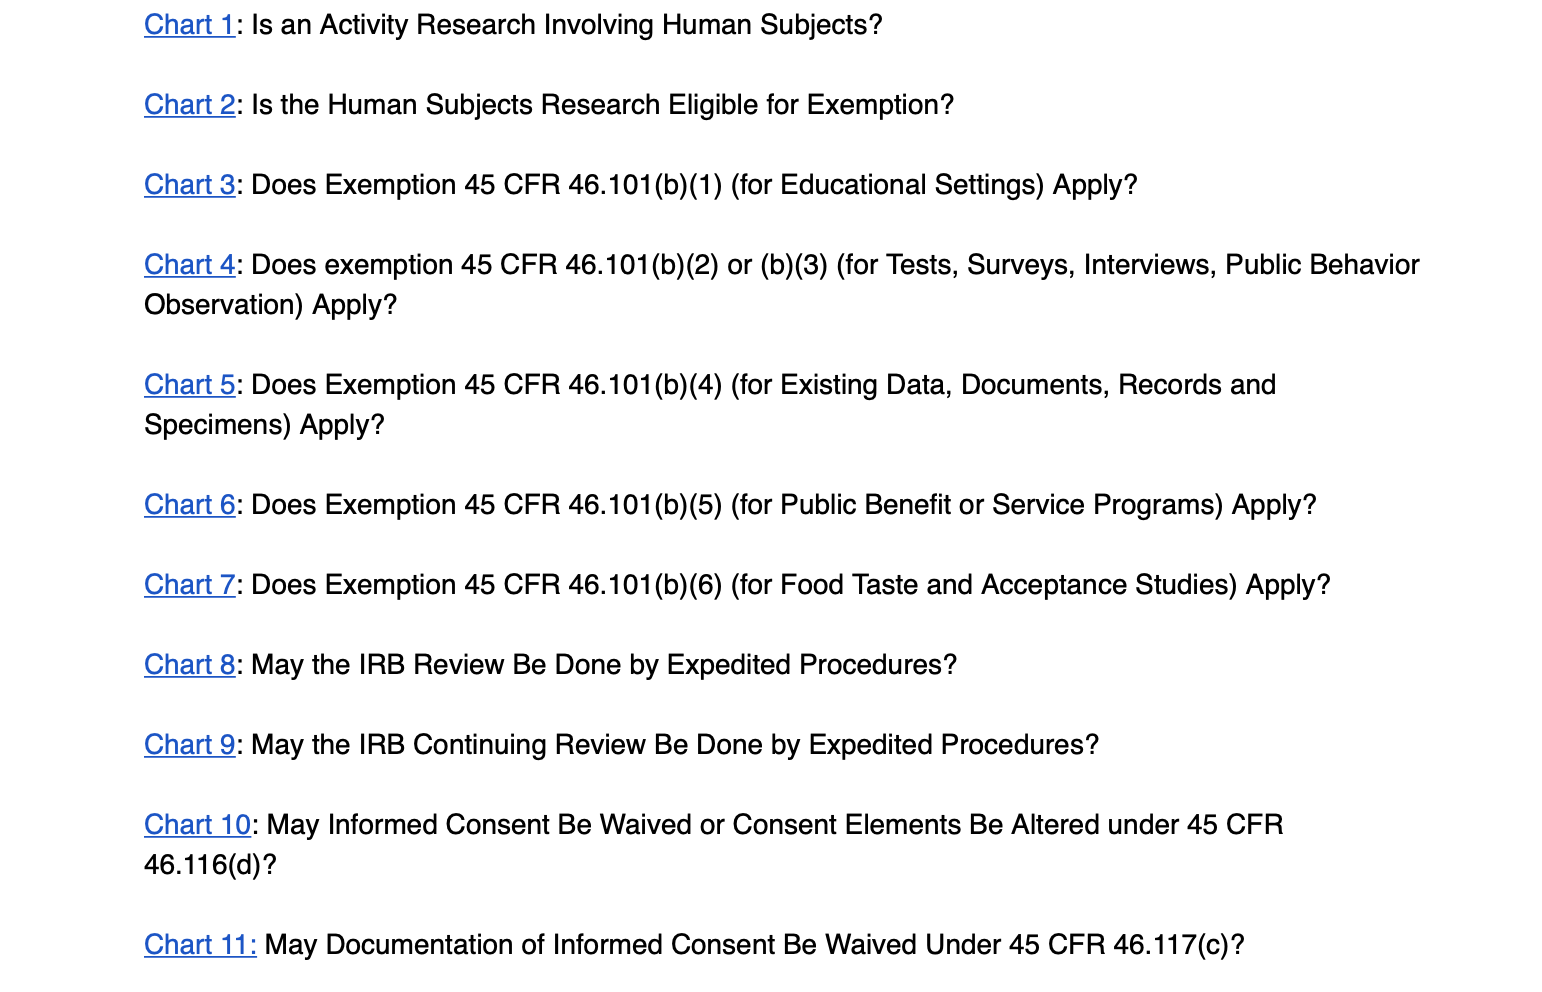 Chart 1: Is an Activity Research Involving Human Subjects?
Chart 2: Is the Human Subjects Research Eligible for Exemption?
Chart 3: Does Exemption 45 CFR 46.101(b)(1) (for Educational Settings) Apply?
Chart 4: Does exemption 45 CFR 46.101(b)(2) or (b)(3) (for Tests, Surveys, Interviews, Public Behavior
Observation) Apply?
Chart 5: Does Exemption 45 CFR 46.101(b)(4) (for Existing Data, Documents, Records and
Specimens) Apply?
Chart 6: Does Exemption 45 CFR 46.101(b)(5) (for Public Benefit or Service Programs) Apply?
Chart 7: Does Exemption 45 CFR 46.101(b)(6) (for Food Taste and Acceptance Studies) Apply?
Chart 8: May the IRB Review Be Done by Expedited Procedures?
Chart 9: May the IRB Continuing Review Be Done by Expedited Procedures?
Chart 10: May Informed Consent Be Waived or Consent Elements Be Altered under 45 CFR
46.116(d)?
Chart 11: May Documentation of Informed Consent Be Waived Under 45 CFR 46.117(c)?